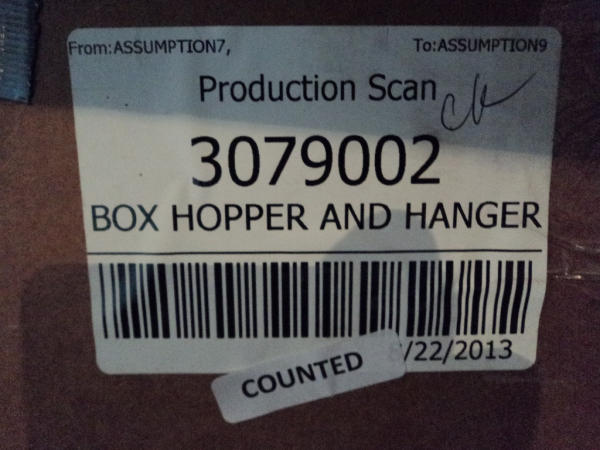 From:ASSUMPTION7, To:ASSUMPTION9
Production Scan
3079002
BOX HOPPER AND HANGER
/22/2013
COUNTED